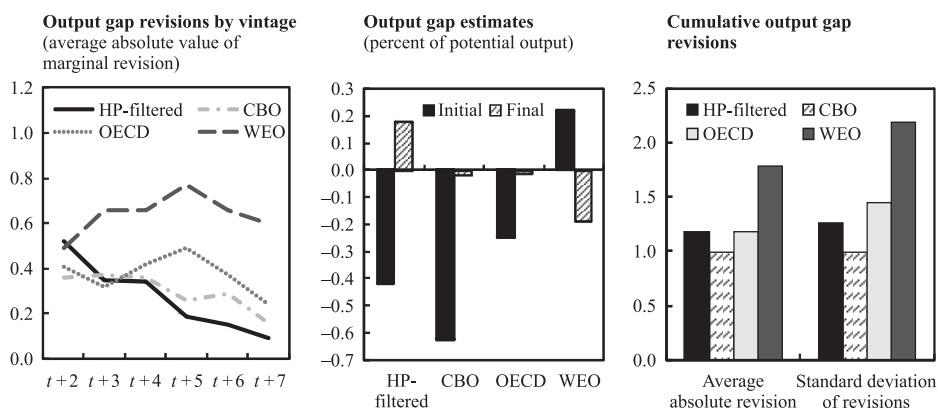 Output gap revisions by vintage
(average absolute value of
marginal revision)
1.2
1.0
0.8
0.6
0.4
0.2
0.0
HP-filtered
CBO
OECD
WEO
t+2 t+3 t+4 t+5 t+6 t+7
Output gap estimates
(percent of potential output)
0.3
0.2
0.1
0.0
–0.1
–0.2
–0.3
–0.4
–0.5
–0.6
–0.7
Initial
Final
HP-
filtered
CBO
OECD
WEO
Cumulative output gap
revisions
2.5
2.0
1.5
1.0
0.5
0.0
HP-filtered
CBO
OECD
WEO
Average
absolute revision
Standard deviation
of revisions